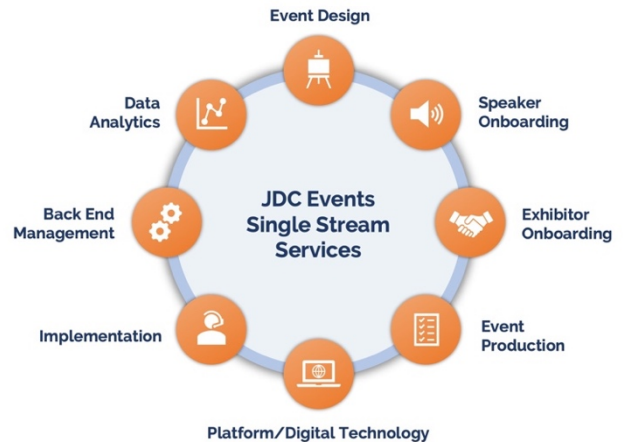 Event Design
Speaker
Onboarding
Exhibitor
Onboarding
Event
Production
Platform/Digital Technology
Implementation
Back End
Management
Data
Analytics
JDC Events
Single Stream
Services